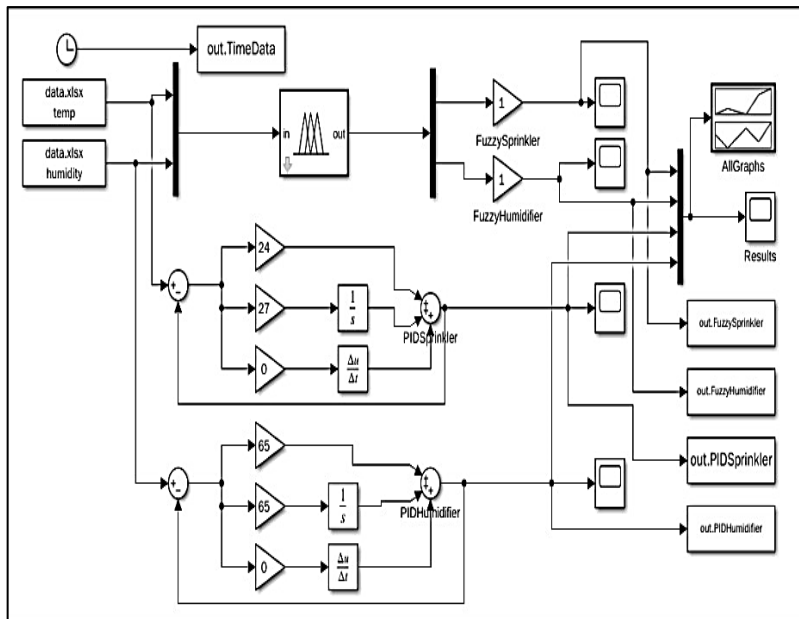 out.TimeData
data.xlsx
temp
data.xlsx
humidity
in
out
1
FuzzySprinkler
1
FuzzyHumidifier
AllGraphs
Results
+
−
24
27
1
s
0
Δu
Δt
+
+
+
PIDSprinkler
out.FuzzySprinkler
out.FuzzyHumidifier
out.PIDSprinkler
out.PIDHumidifier
+
−
65
65
1
s
0
Δu
Δt
+
+
+
PIDHumidifier